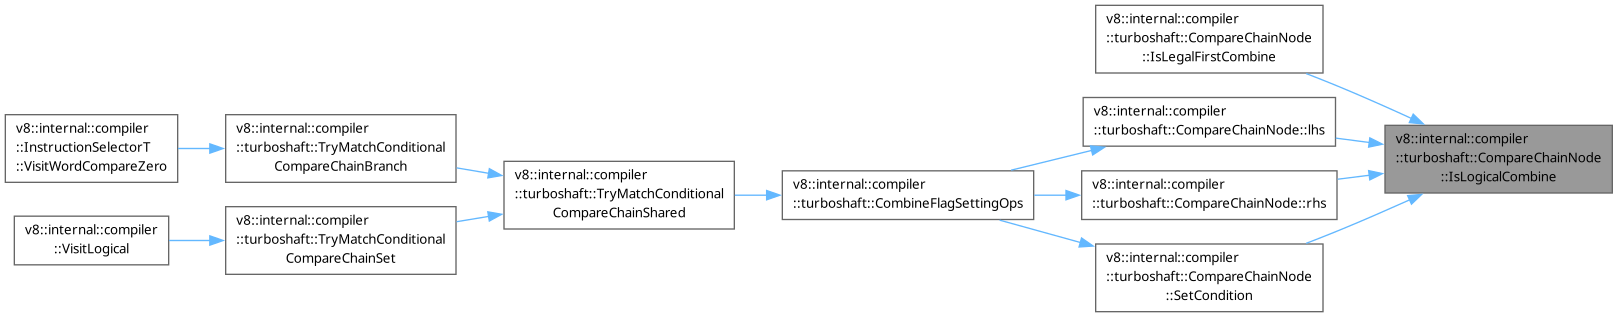 v8::internal::compiler
::turboshaft::CompareChainNode
::IsLegalFirstCombine
v8::internal::compiler
::turboshaft::CompareChainNode::lhs
v8::internal::compiler
::InstructionSelectorT
::VisitWordCompareZero
v8::internal::compiler
::turboshaft::TryMatchConditional
CompareChainBranch
v8::internal::compiler
::turboshaft::CompareChainNode
::IsLogicalCombine
v8::internal::compiler
::turboshaft::TryMatchConditional
CompareChainShared
v8::internal::compiler
::turboshaft::CombineFlagSettingOps
v8::internal::compiler
::turboshaft::CompareChainNode::rhs
v8::internal::compiler
::VisitLogical
v8::internal::compiler
::turboshaft::TryMatchConditional
CompareChainSet
v8::internal::compiler
::turboshaft::CompareChainNode
::SetCondition